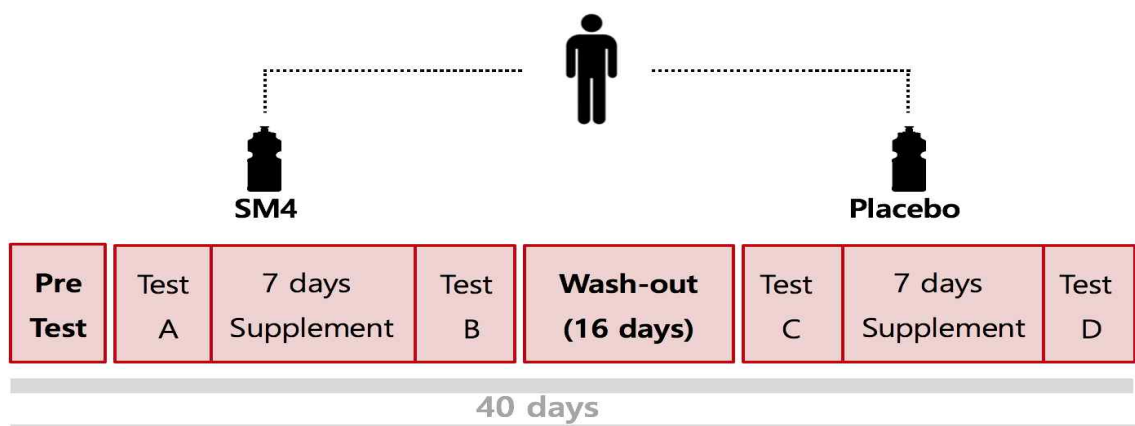 SM4
Placebo
Pre
Test
Test
A
7 days
Supplement
Test
B
Wash-out
(16 days)
Test
C
7 days
Supplement
Test
D
40 days